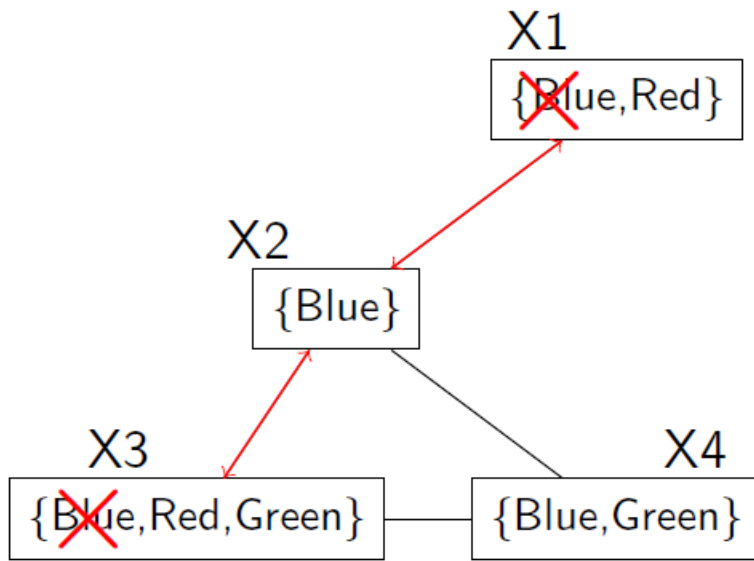 X1
{Blue,Red}
X2
{Blue}
X3
{Blue,Red,Green}
X4
{Blue,Green}